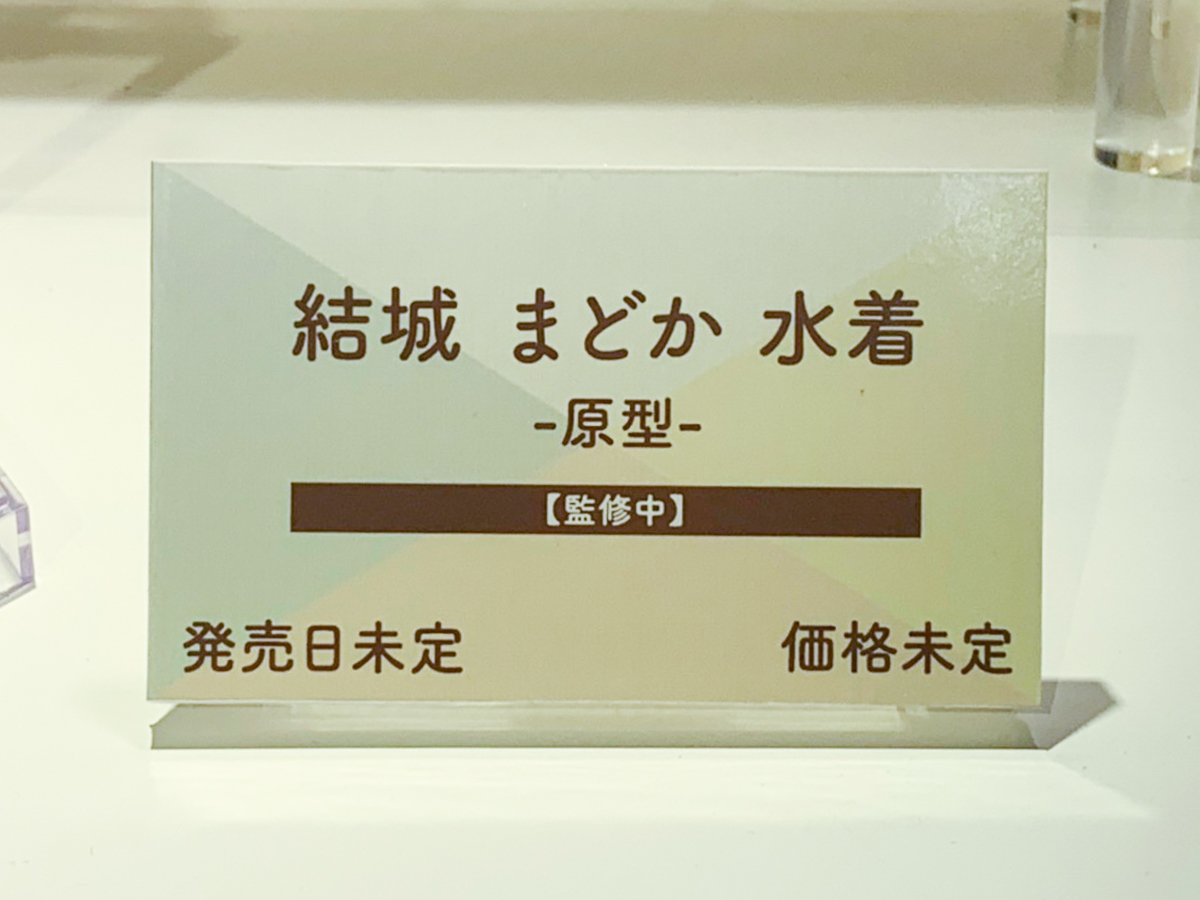 結城 まどか 水着
-原型-
【監修中】
発売日未定
価格未定